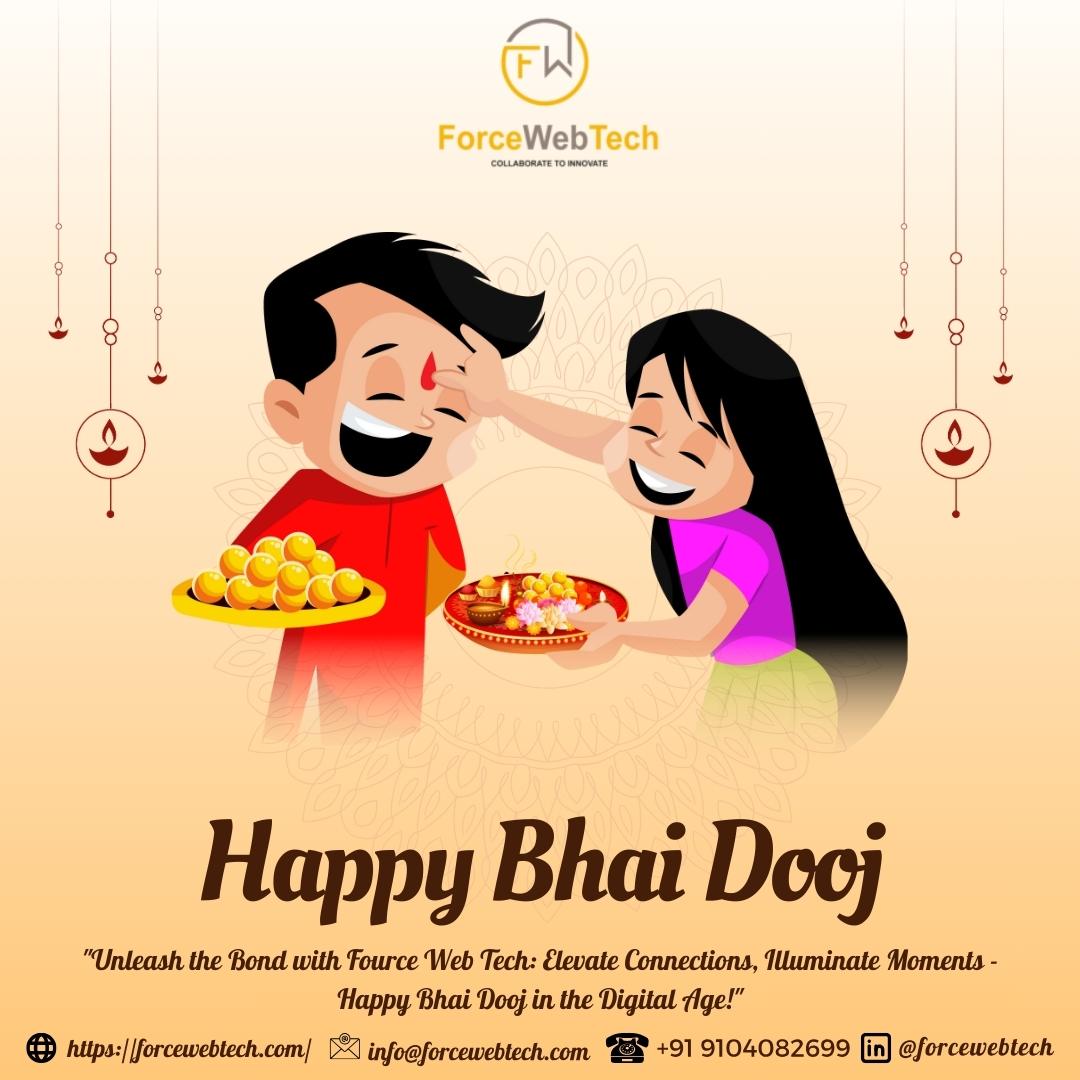 FW
ForceWebTech
COLLABORATE TO INNOVATE
Happy Bhai Dooj
"Unleash the Bond with Fource Web Tech: Elevate Connections, Illuminate Moments -
Happy Bhai Dooj in the Digital Age!"
https://forcewebtech.com/ info@forcewebtech.com +91 9104082699 in @forcewebtech